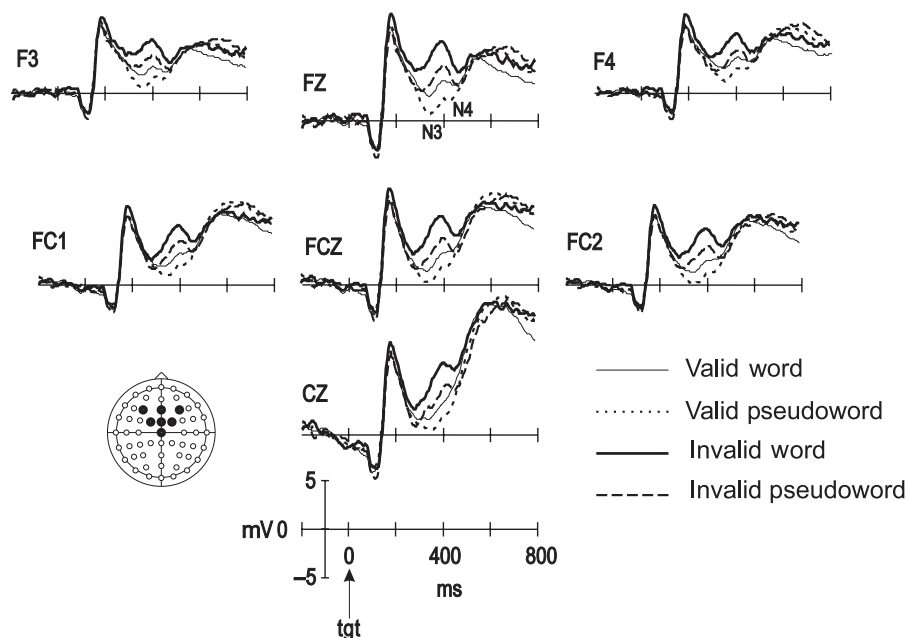 F3
FZ
F4
N4
N3
FC1
FCZ
FC2
CZ
Valid word
Valid pseudoword
Invalid word
Invalid pseudoword
5
mV 0
–5
0 400 800
ms
tgt